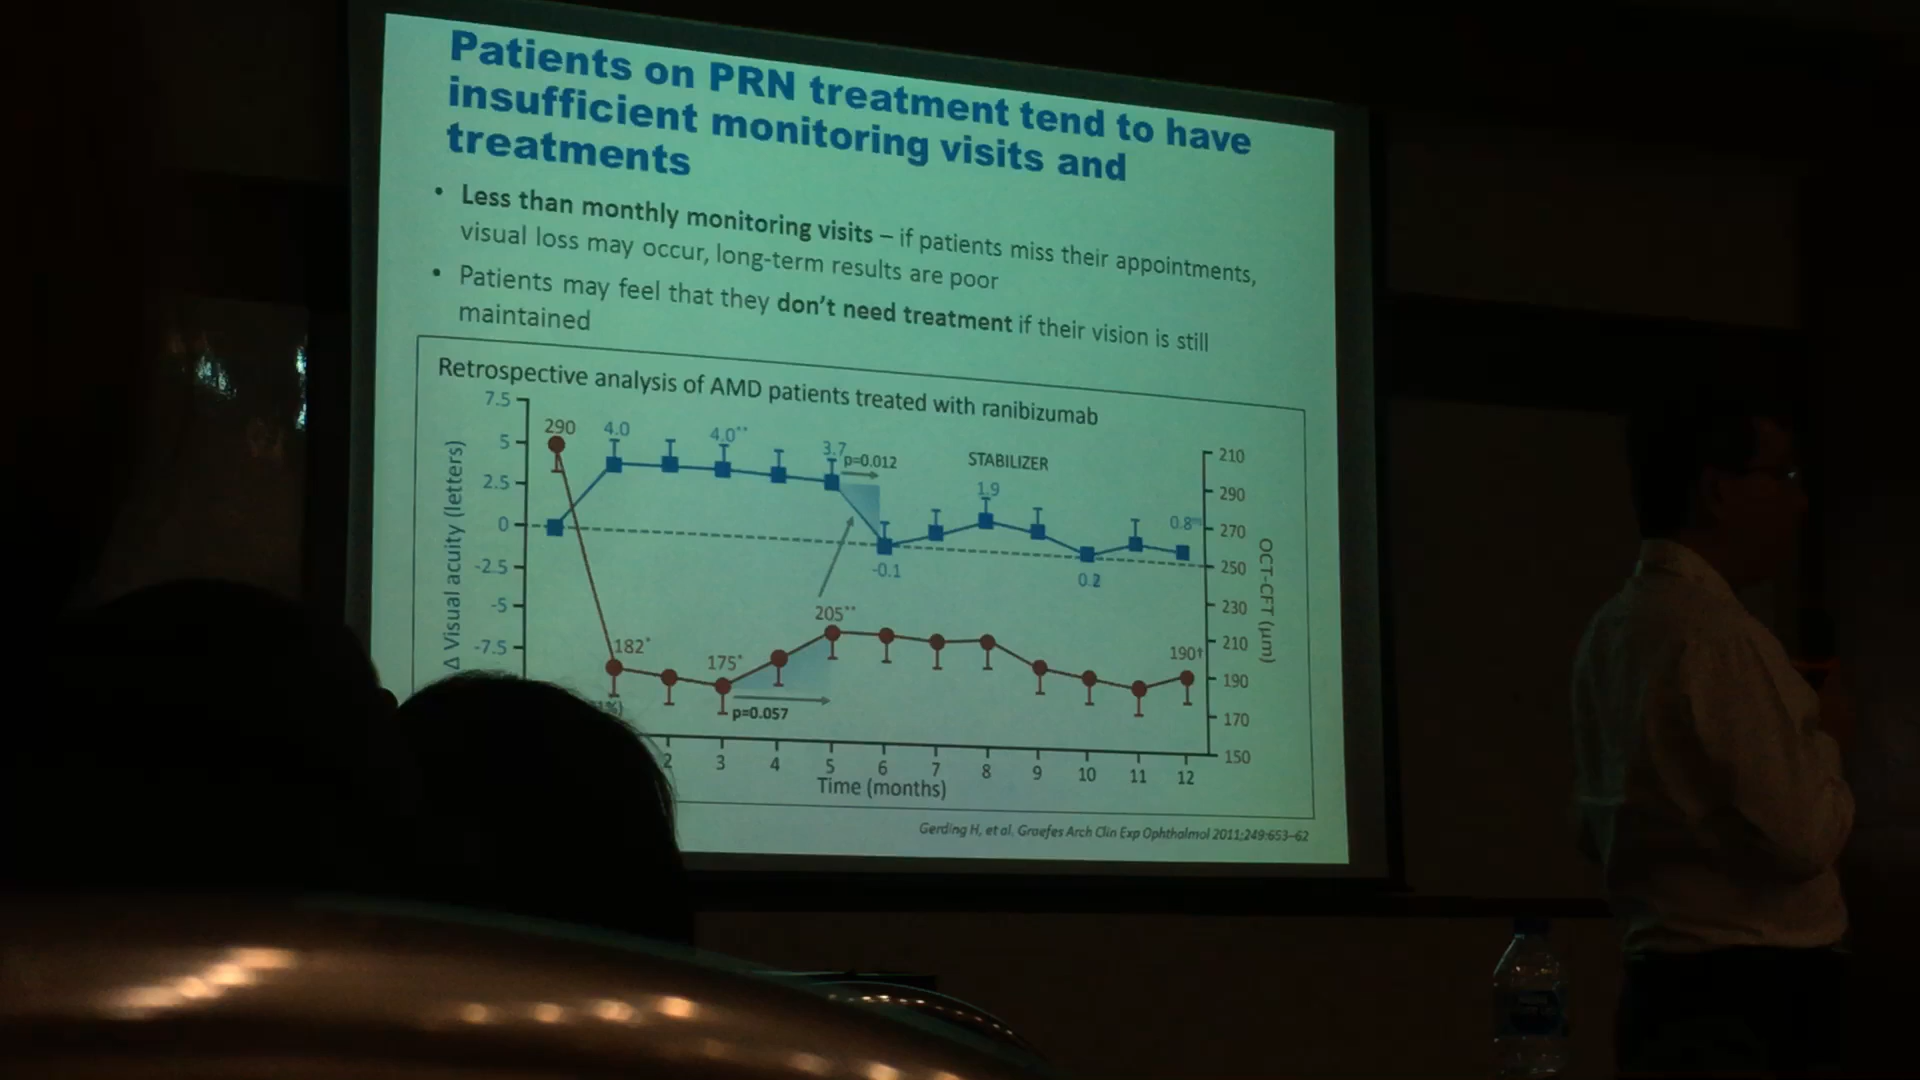 Patients on PRN treatment tend to have
insufficient monitoring visits and
treatments
• Less than monthly monitoring visits – if patients miss their appointments,
visual loss may occur, long-term results are poor
• Patients may feel that they don't need treatment if their vision is still
maintained
Retrospective analysis of AMD patients treated with ranibizumab
Δ Visual acuity (letters)
7.5
5
2.5
0
-2.5
-5
-7.5
290
4.0
4.0**
3.7
p=0.012
STABILIZER
1.9
0.8
-0.1
0.2
182*
175*
205**
190†
p=0.057
210
290
270
250
230
210
190
170
150
OCT-CFT (μm)
2 3 4 5 6 7 8 9 10 11 12
Time (months)
Gerding H, et al. Graefes Arch Clin Exp Ophthalmol 2011;249:653–62